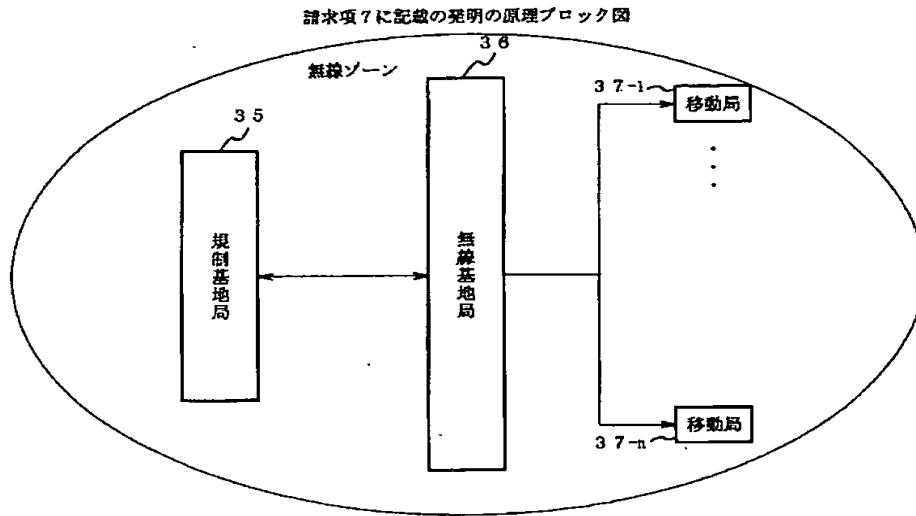 請求項7に記載の発明の原理ブロック図
無線ゾーン
36
35
37-1
移動局
規制基地局
無線基地局
移動局
37-n